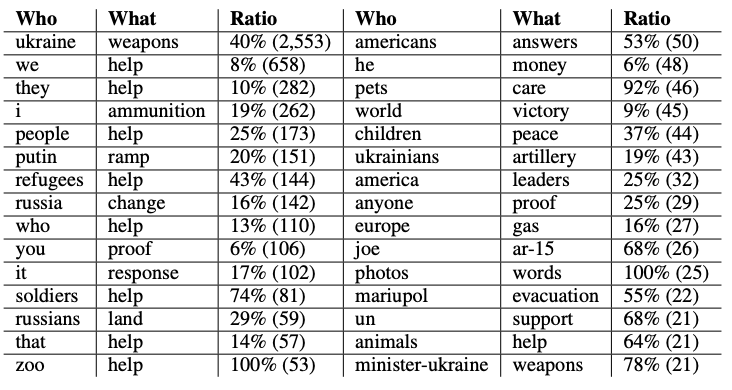 Who What Ratio Who What Ratio
ukraine weapons 40% (2,553) americans answers 53% (50)
we help 8% (658) he money 6% (48)
they help 10% (282) pets care 92% (46)
i ammunition 19% (262) world victory 9% (45)
people help 25% (173) children peace 37% (44)
putin ramp 20% (151) ukrainians artillery 19% (43)
refugees help 43% (144) america leaders 25% (32)
russia change 16% (142) anyone proof 25% (29)
who help 13% (110) europe gas 16% (27)
you proof 6% (106) joe ar-15 68% (26)
it response 17% (102) photos words 100% (25)
soldiers help 74% (81) mariupol evacuation 55% (22)
russians land 29% (59) un support 68% (21)
that help 14% (57) animals help 64% (21)
zoo help 100% (53) minister-ukraine weapons 78% (21)